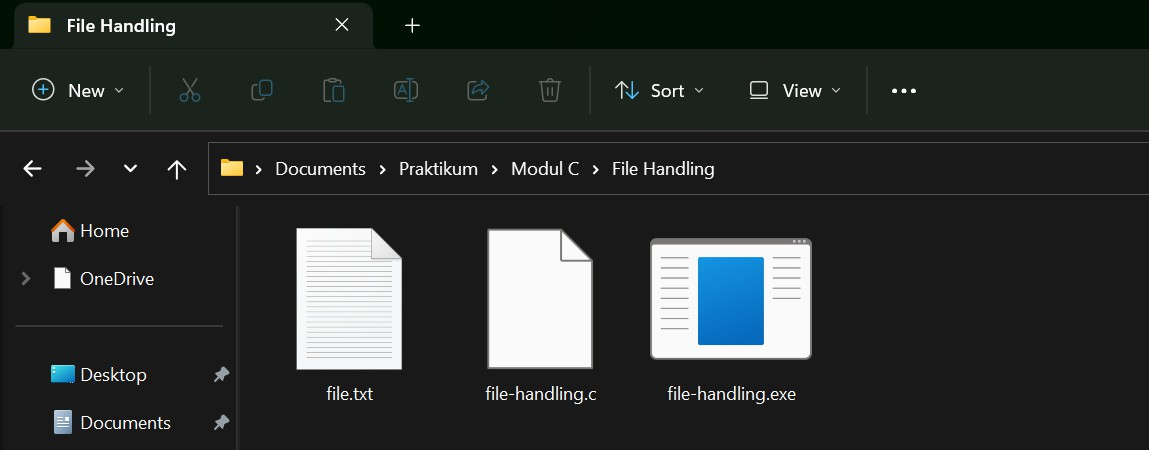 File Handling
New
Sort
View
Documents
Praktikum
Modul C
File Handling
Home
OneDrive
Desktop
Documents
file.txt
file-handling.c
file-handling.exe